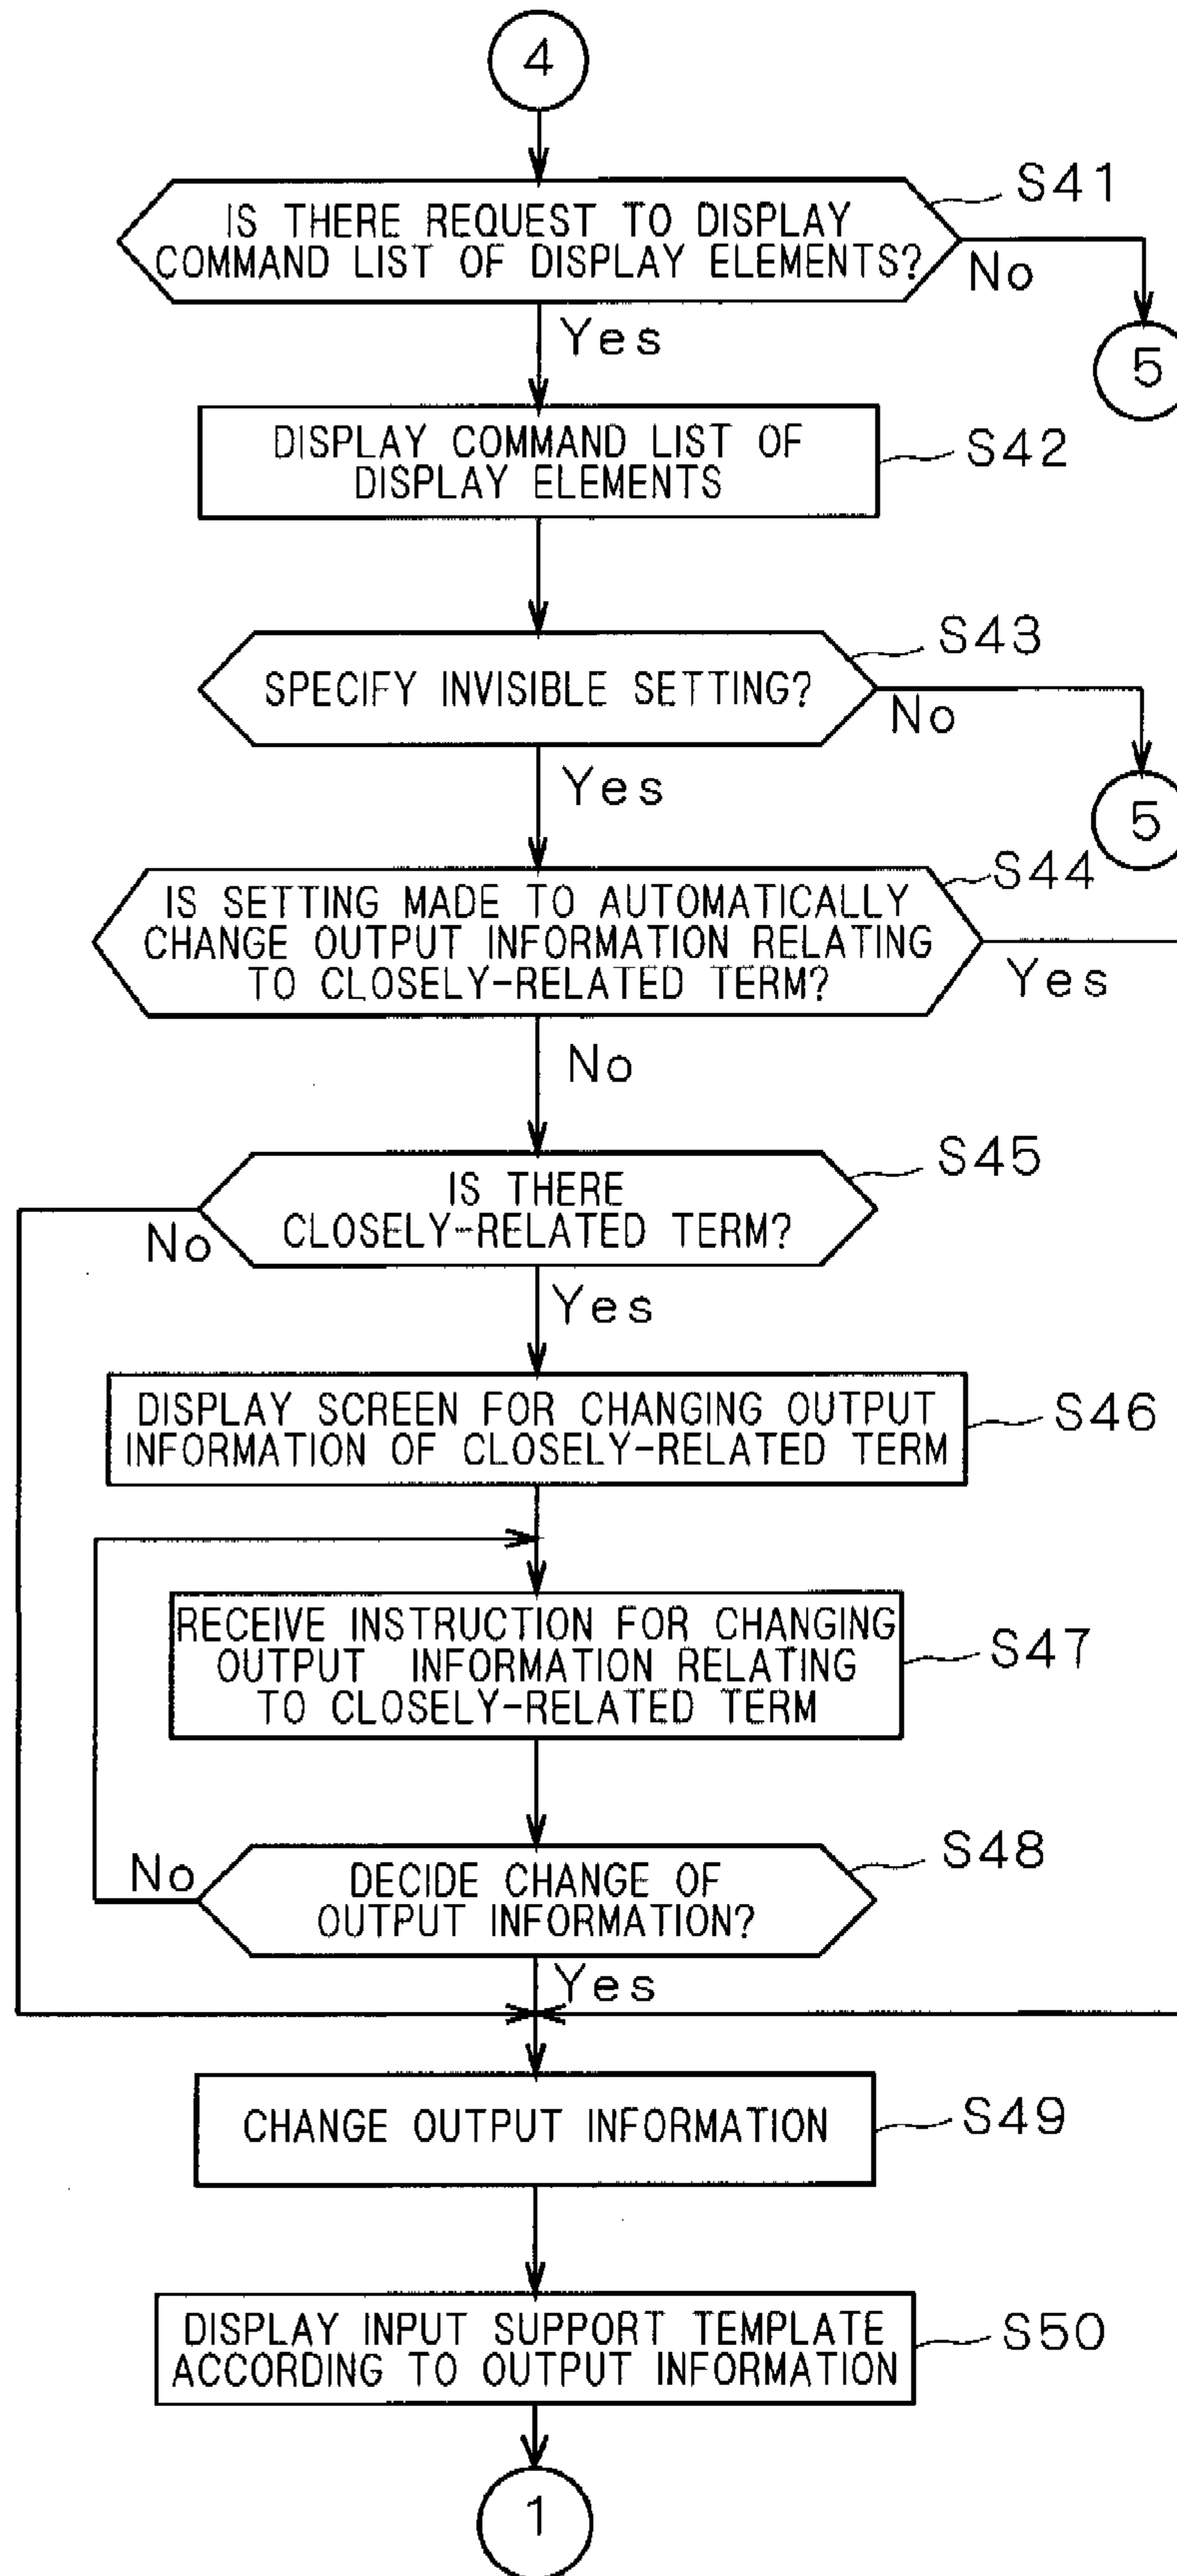 4
IS THERE REQUEST TO DISPLAY
COMMAND LIST OF DISPLAY ELEMENTS?
S41
No
Yes
5
DISPLAY COMMAND LIST OF
DISPLAY ELEMENTS
S42
SPECIFY INVISIBLE SETTING?
S43
No
Yes
5
IS SETTING MADE TO AUTOMATICALLY
CHANGE OUTPUT INFORMATION RELATING
TO CLOSELY-RELATED TERM?
S44
Yes
No
IS THERE
CLOSELY-RELATED TERM?
S45
No
Yes
DISPLAY SCREEN FOR CHANGING OUTPUT
INFORMATION OF CLOSELY-RELATED TERM
S46
RECEIVE INSTRUCTION FOR CHANGING
OUTPUT INFORMATION RELATING
TO CLOSELY-RELATED TERM
S47
DECIDE CHANGE OF
OUTPUT INFORMATION?
S48
No
Yes
CHANGE OUTPUT INFORMATION
S49
DISPLAY INPUT SUPPORT TEMPLATE
ACCORDING TO OUTPUT INFORMATION
S50
1